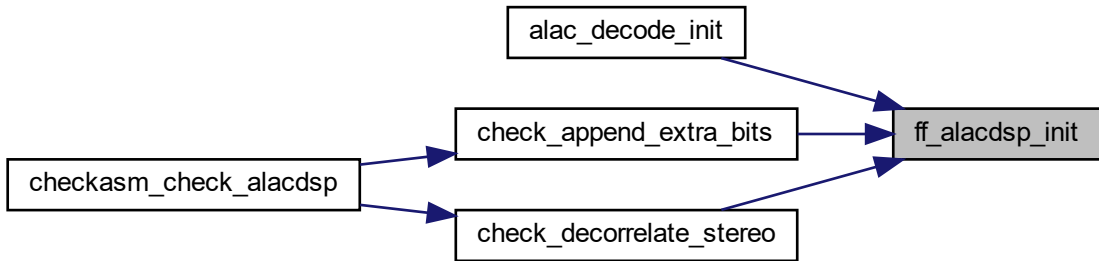 alac_decode_init
check_append_extra_bits
ff_alacdsp_init
checkasm_check_alacdsp
check_decorrelate_stereo